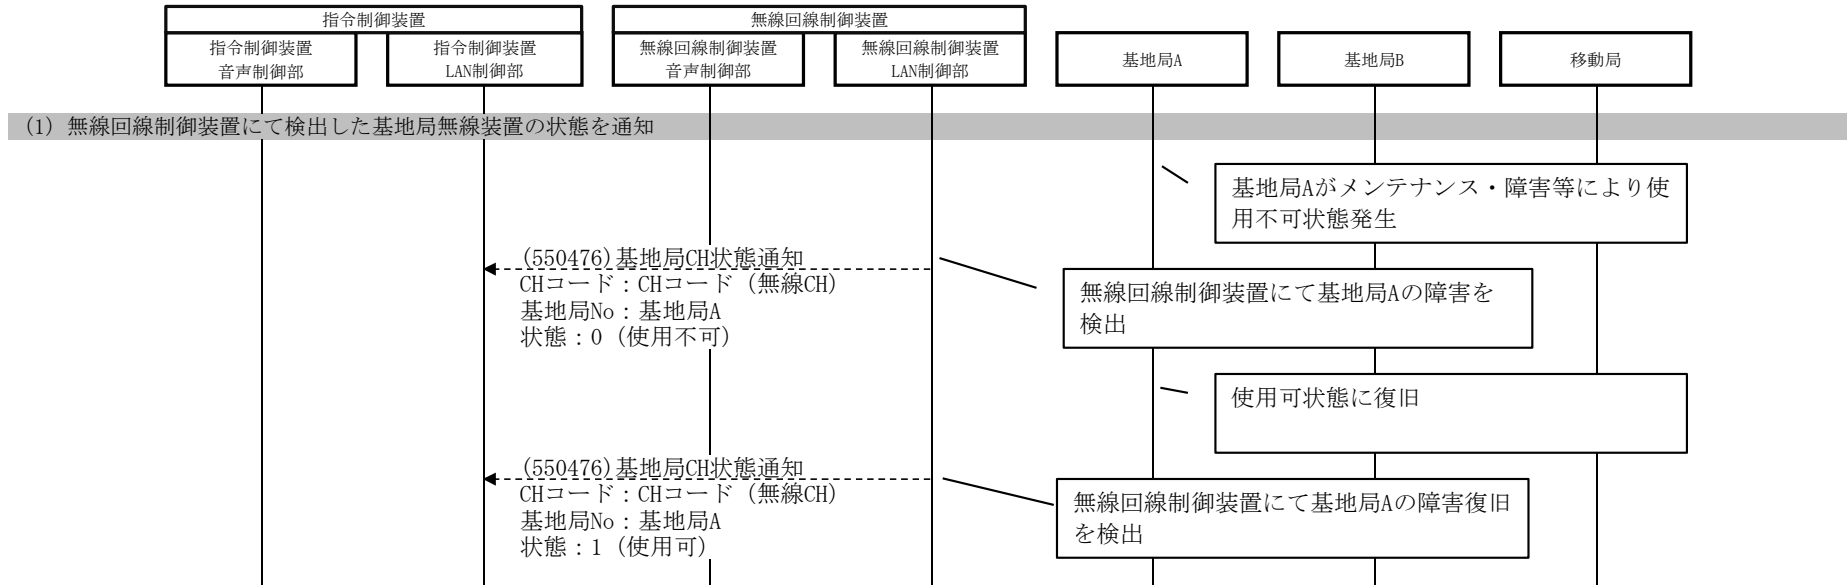 指令制御装置
無線回線制御装置
指令制御装置
音声制御部
指令制御装置
LAN制御部
無線回線制御装置
音声制御部
無線回線制御装置
LAN制御部
基地局A
基地局B
移動局
(1) 無線回線制御装置にて検出した基地局無線装置の状態を通知
基地局Aがメンテナンス・障害等により使
用不可状態発生
(550476)基地局CH状態通知
CHコード：CHコード（無線CH）
基地局No：基地局A
状態：0（使用不可）
無線回線制御装置にて基地局Aの障害を
検出
使用可状態に復旧
(550476)基地局CH状態通知
CHコード：CHコード（無線CH）
基地局No：基地局A
状態：1（使用可）
無線回線制御装置にて基地局Aの障害復旧
を検出